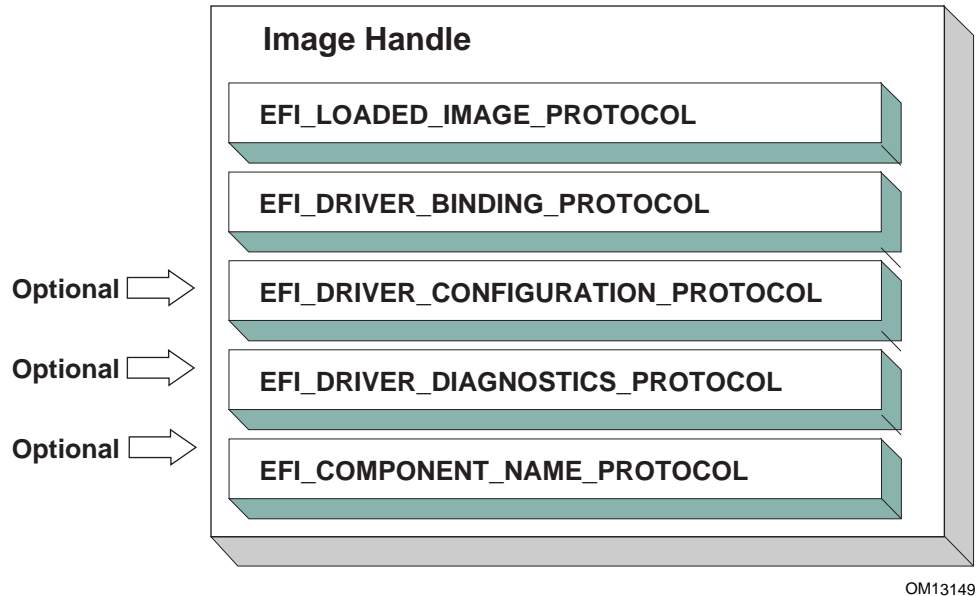 Image Handle
EFI_LOADED_IMAGE_PROTOCOL
EFI_DRIVER_BINDING_PROTOCOL
Optional EFI_DRIVER_CONFIGURATION_PROTOCOL
Optional EFI_DRIVER_DIAGNOSTICS_PROTOCOL
Optional EFI_COMPONENT_NAME_PROTOCOL
OM13149